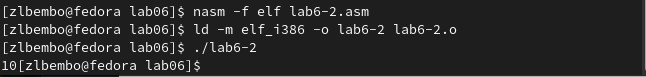 [zlbembo@fedora lab06]$ nasm -f elf lab6-2.asm
[zlbembo@fedora lab06]$ ld -m elf_i386 -o lab6-2 lab6-2.o
[zlbembo@fedora lab06]$ ./lab6-2
10[zlbembo@fedora lab06]$